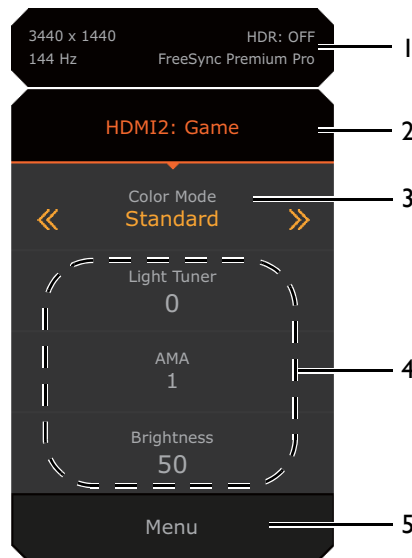 3440 x 1440 HDR: OFF
144 Hz FreeSync Premium Pro
1
HDMI2: Game
2
Color Mode
3
Standard
Light Tuner
0
AMA
1
4
Brightness
50
Menu
5